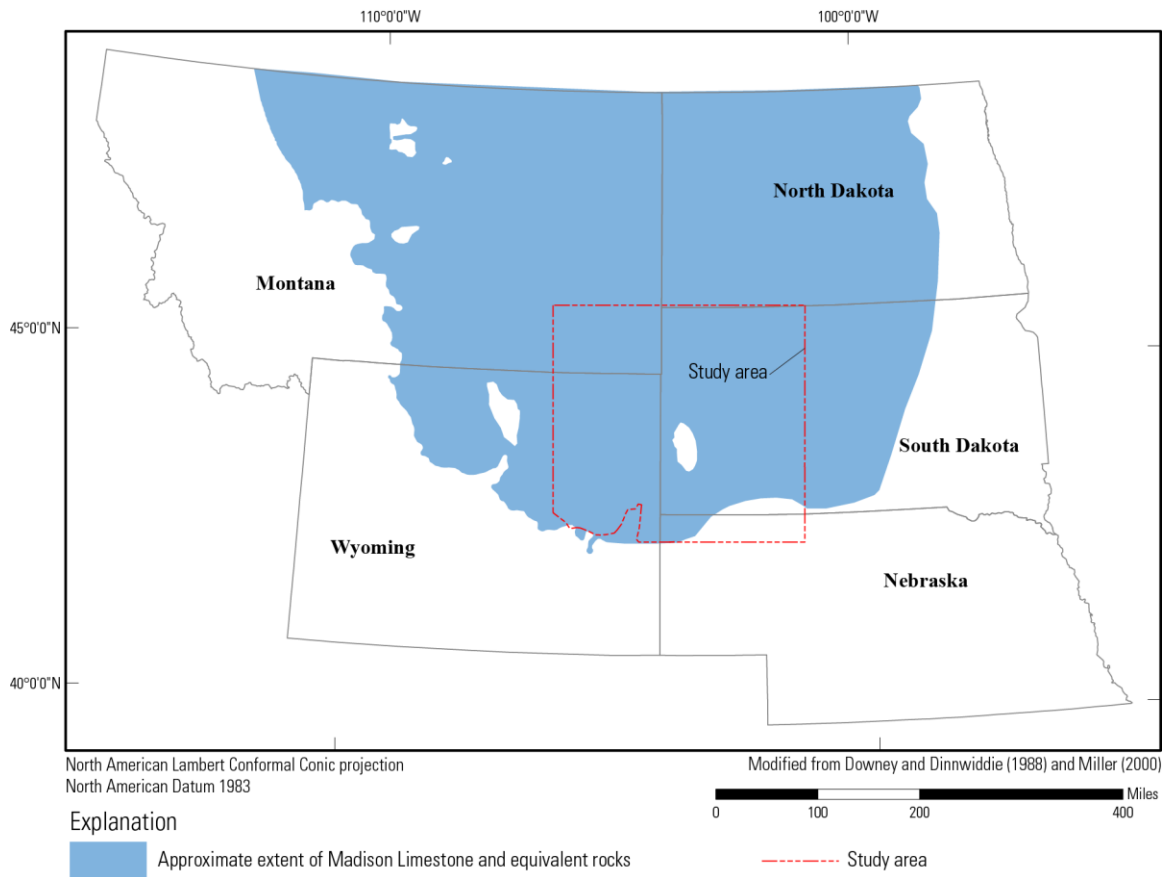 110°0'0"W
100°0'0"W
North Dakota
Montana
45°0'0"N
Study area
South Dakota
Wyoming
Nebraska
40°0'0"N
North American Lambert Conformal Conic projection
North American Datum 1983
Modified from Downey and Dinnwiddie (1988) and Miller (2000)
Miles
0 100 200 400
Explanation
Approximate extent of Madison Limestone and equivalent rocks
Study area